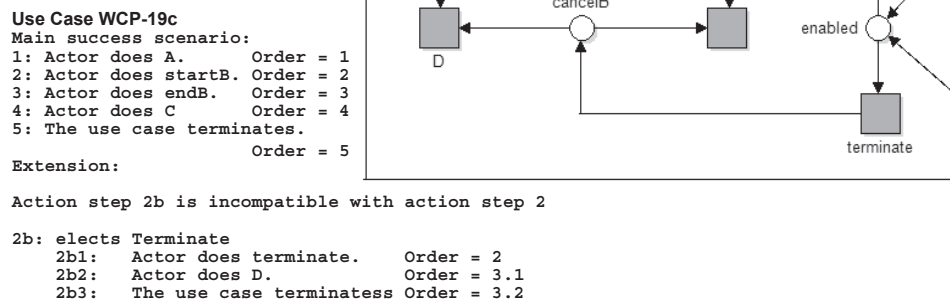 Use Case WCP-19c
Main success scenario:
1: Actor does A. Order = 1
2: Actor does startB. Order = 2
3: Actor does endB. Order = 3
4: Actor does C Order = 4
5: The use case terminates.
Order = 5
Extension:
Action step 2b is incompatible with action step 2
2b: elects Terminate
2b1: Actor does terminate. Order = 2
2b2: Actor does D. Order = 3.1
2b3: The use case terminatess Order = 3.2
cancelB
D
enabled
terminate